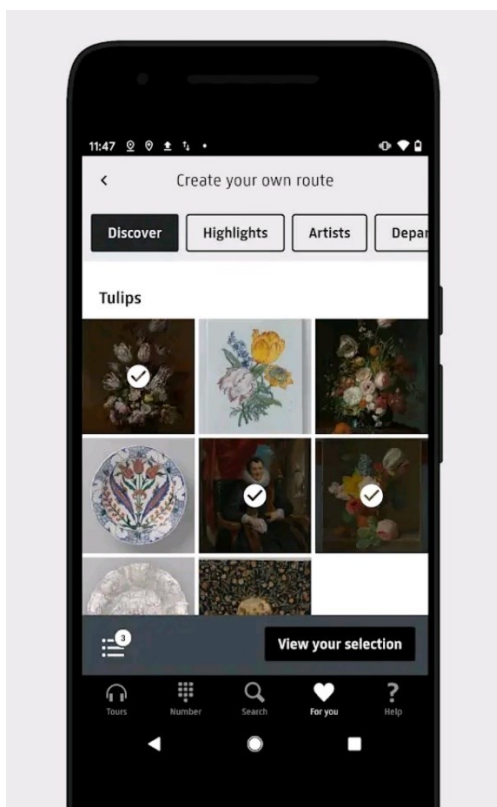 11:47
Create your own route
Discover Highlights Artists Depar
Tulips
3
View your selection
Tours Number Search For you Help